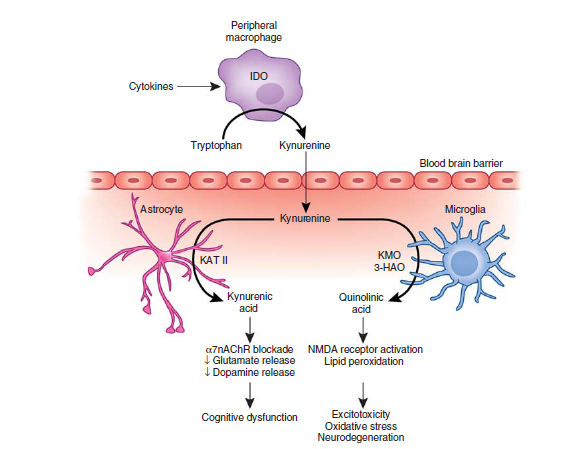 Peripheral
macrophage
IDO
Cytokines
Tryptophan
Kynurenine
Blood brain barrier
Astrocyte
Kynurenine
Microglia
KAT II
KMO
3-HAO
Kynurenic
acid
Quinolinic
acid
α7nAChR blockade
↓ Glutamate release
↓ Dopamine release
NMDA receptor activation
Lipid peroxidation
Cognitive dysfunction
Excitotoxicity
Oxidative stress
Neurodegeneration